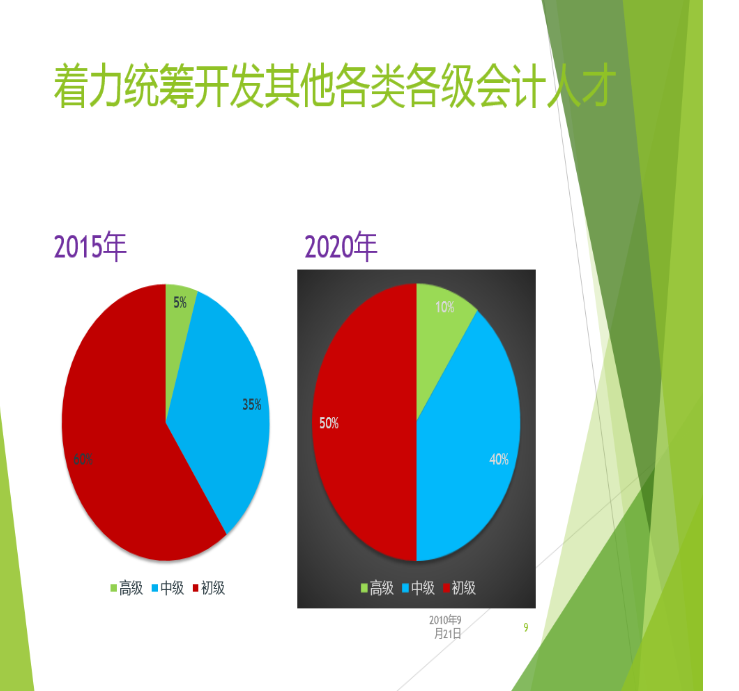 着力统筹开发其他各类各级会计人才
2015年
2020年
5%
35%
60%
高级 中级 初级
10%
40%
50%
高级 中级 初级
2010年9
月21日
9